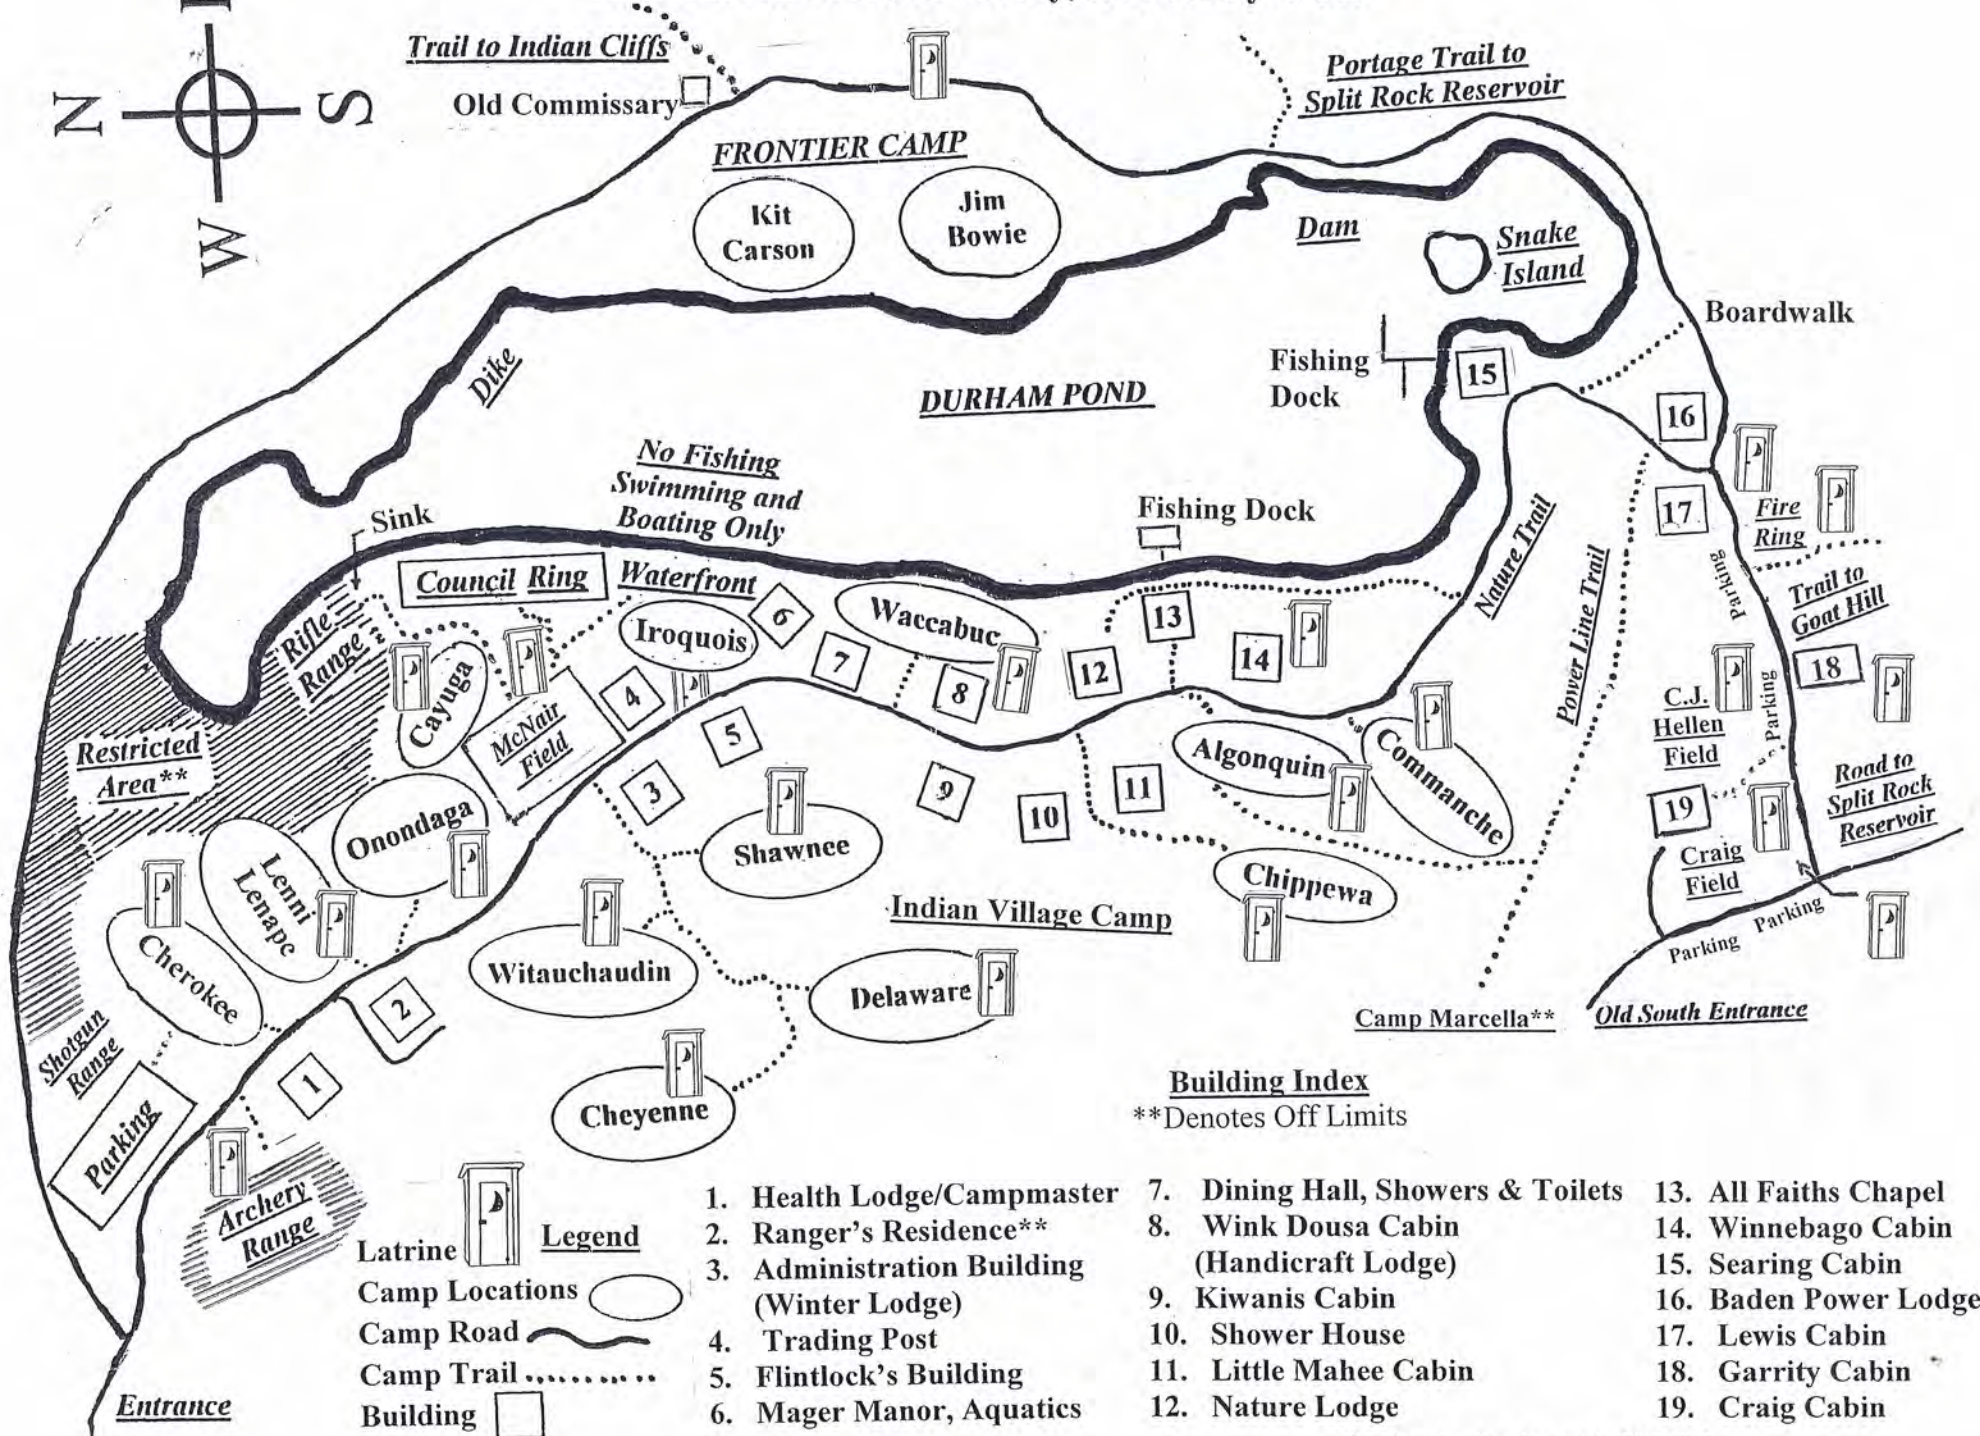 N
S
W
Trail to Indian Cliffs
Old Commissary
Portage Trail to
Split Rock Reservoir
FRONTIER CAMP
Kit
Carson
Jim
Bowie
Dam
Snake
Island
Boardwalk
Fishing
Dock
15
16
Dike
DURHAM POND
No Fishing
Swimming and
Boating Only
Sink
Fishing Dock
17
Parking
Fire
Ring
Trail to
Goat Hill
Nature Trail
Power Line Trail
Council Ring
Waterfront
Rifle
Range
Iroquois
6
Waccabuc
7
8
12
13
14
Cayuga
McNair
Field
4
5
3
9
10
11
Algonquin
Commanche
C.J.
Hellen
Field
Parking
18
19
Craig
Field
Road to
Split Rock
Reservoir
Restricted
Area**
Onondaga
Lenni
Lenape
Cherokee
Shawnee
Witauchaudin
Indian Village Camp
Delaware
Chippewa
Cheyenne
2
1
Shotgun
Range
Parking
Archery
Range
Parking
Parking
Camp Marcella**
Old South Entrance
Entrance
Building Index
**Denotes Off Limits
Legend
Latrine
Camp Locations
Camp Road
Camp Trail
Building
1. Health Lodge/Campmaster
2. Ranger's Residence**
3. Administration Building
(Winter Lodge)
4. Trading Post
5. Flintlock's Building
6. Mager Manor, Aquatics
7. Dining Hall, Showers & Toilets
8. Wink Dousa Cabin
(Handicraft Lodge)
9. Kiwanis Cabin
10. Shower House
11. Little Mahee Cabin
12. Nature Lodge
13. All Faiths Chapel
14. Winnebago Cabin
15. Searing Cabin
16. Baden Power Lodge
17. Lewis Cabin
18. Garrity Cabin
19. Craig Cabin